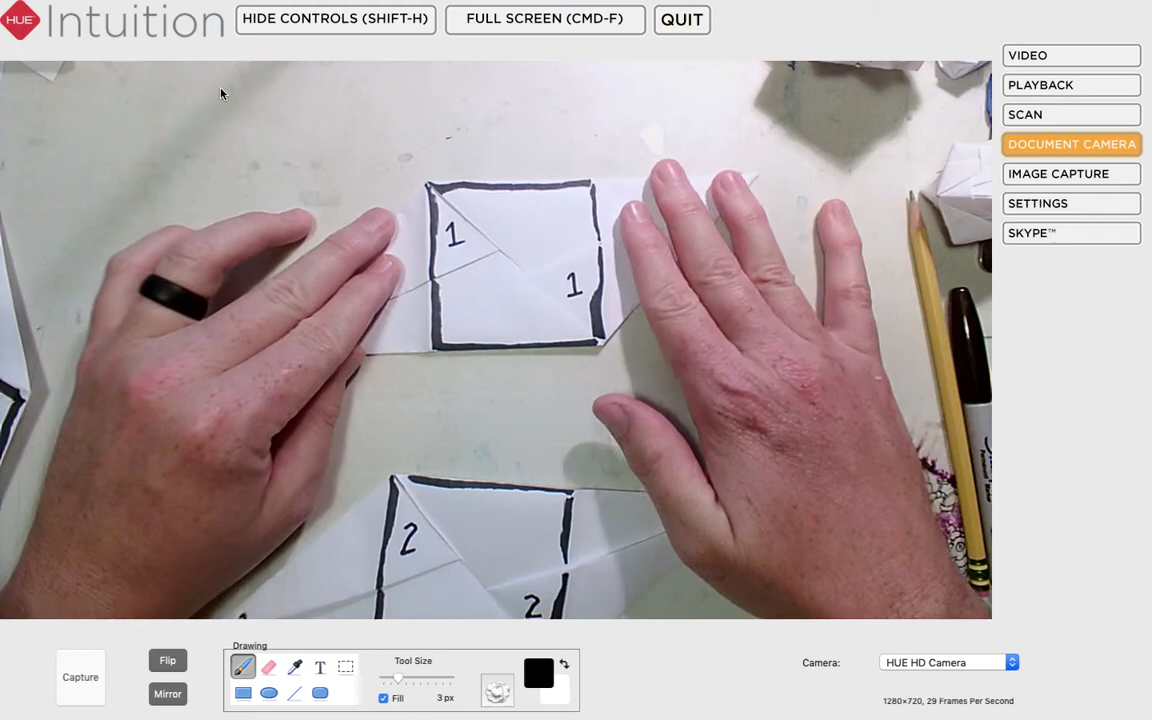 HUE Intuition
HIDE CONTROLS (SHIFT-H)
FULL SCREEN (CMD-F)
QUIT
VIDEO
PLAYBACK
SCAN
DOCUMENT CAMERA
IMAGE CAPTURE
SETTINGS
SKYPE™
1
1
2
2
Capture
Flip
Mirror
Drawing
T
Tool Size
Fill
3 px
Camera:
HUE HD Camera
1280×720, 29 Frames Per Second